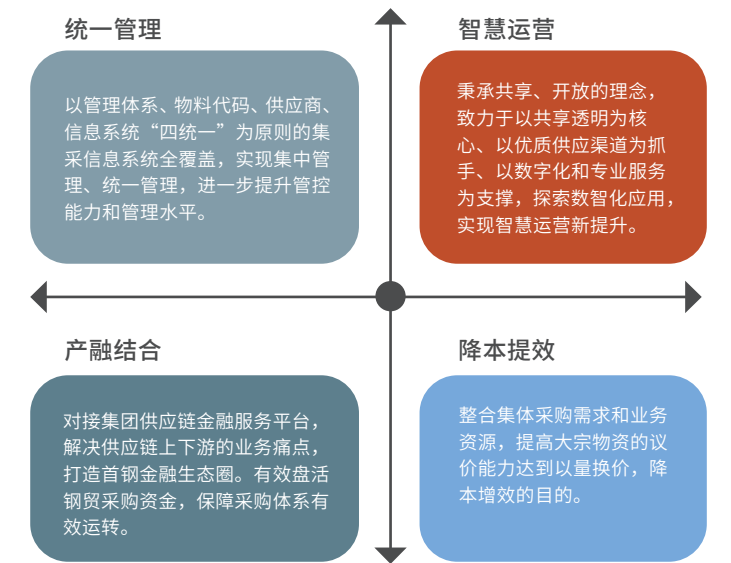 统一管理
以管理体系、物料代码、供应商、
信息系统“四统一”为原则的集
采信息系统全覆盖，实现集中管
理、统一管理，进一步提升管控
能力和管理水平。
智慧运营
秉承共享、开放的理念，
致力于以共享透明为核
心、以优质供应渠道为抓
手、以数字化和专业服务
为支撑，探索数智化应用，
实现智慧运营新提升。
产融结合
对接集团供应链金融服务平台，
解决供应链上下游的业务痛点，
打造首钢金融生态圈。有效盘活
钢贸采购资金，保障采购体系有
效运转。
降本提效
整合集体采购需求和业务
资源，提高大宗物资的议
价能力达到以量换价，降
本增效的目的。